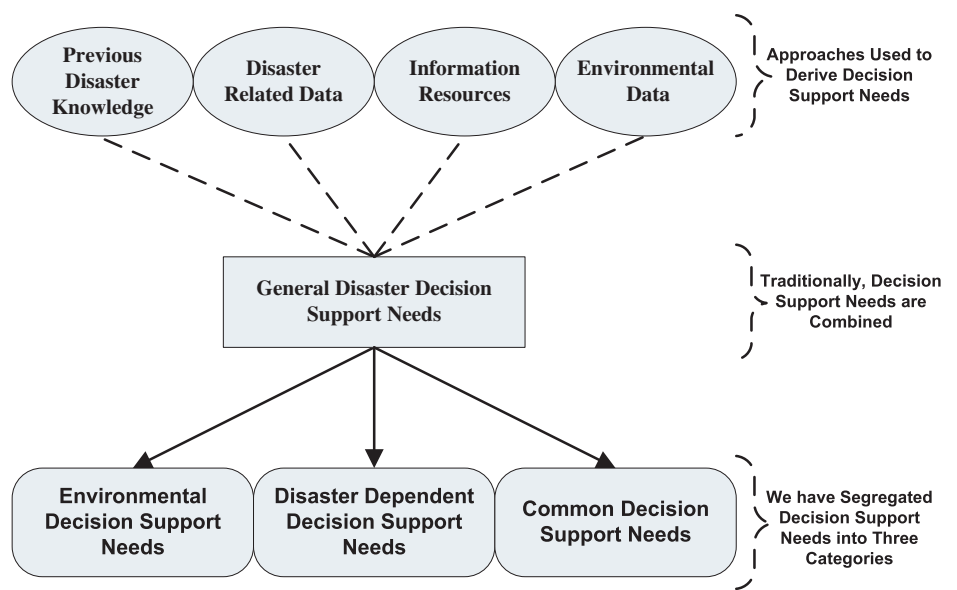 Previous
Disaster
Knowledge
Disaster
Related Data
Information
Resources
Environmental
Data
Approaches Used to
Derive Decision
Support Needs
General Disaster Decision
Support Needs
Traditionally, Decision
Support Needs are
Combined
Environmental
Decision Support
Needs
Disaster Dependent
Decision Support
Needs
Common Decision
Support Needs
We have Segregated
Decision Support
Needs into Three
Categories